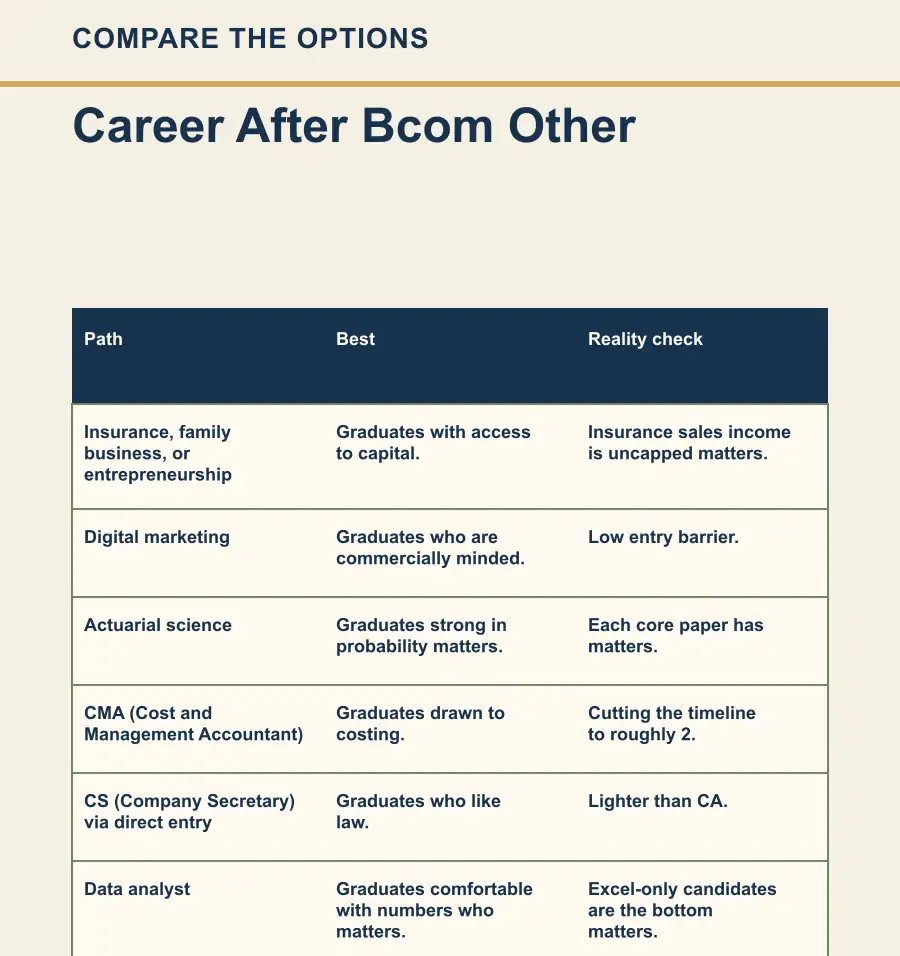 COMPARE THE OPTIONS
Career After Bcom Other
Path Best Reality check
Insurance, family Graduates with access Insurance sales income
business, or to capital. is uncapped matters.
entrepreneurship
Digital marketing Graduates who are Low entry barrier.
commercially minded.
Actuarial science Graduates strong in Each core paper has
probability matters. matters.
CMA (Cost and Graduates drawn to Cutting the timeline
Management Accountant) costing. to roughly 2.
CS (Company Secretary) Graduates who like Lighter than CA.
via direct entry law.
Data analyst Graduates comfortable Excel-only candidates
with numbers who are the bottom
matters. matters.